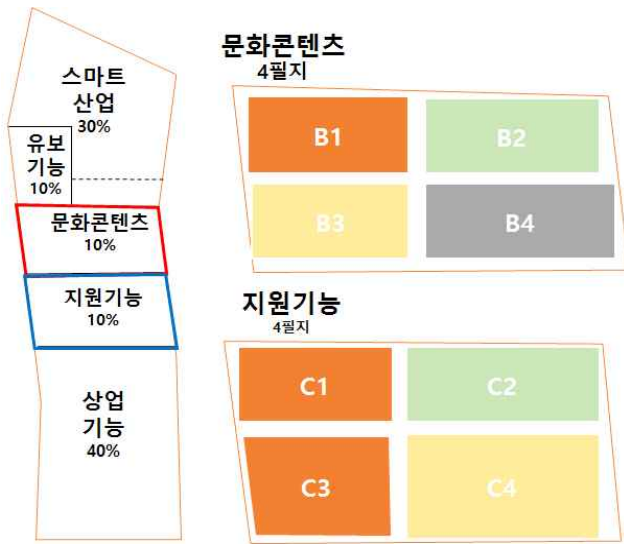 스마트
산업
30%
유보
기능
10%
문화콘텐츠
10%
지원기능
10%
상업
기능
40%
문화콘텐츠
4필지
B1
B2
B3
B4
지원기능
4필지
C1
C2
C3
C4